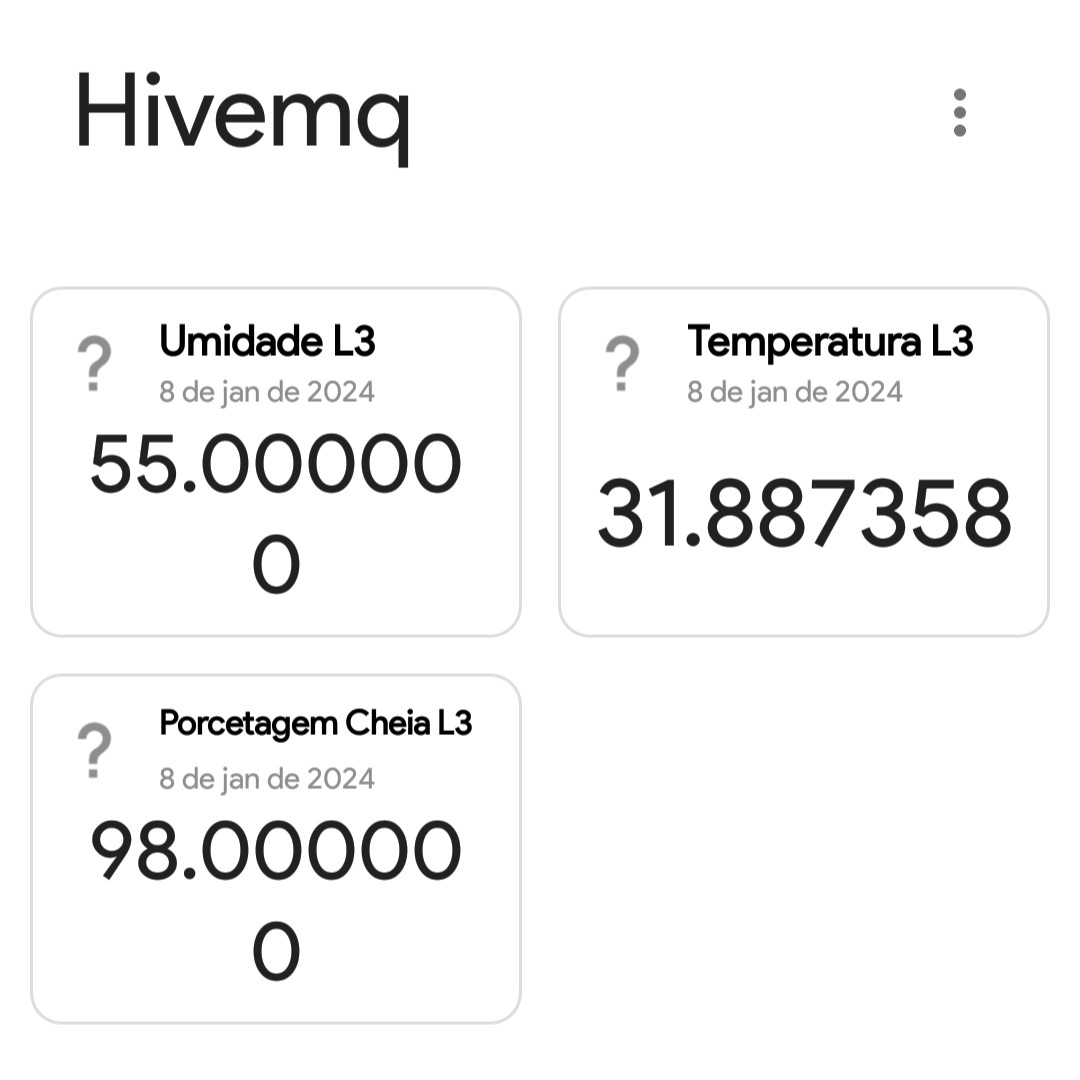 Hivemq
? Umidade L3
8 de jan de 2024
55.00000
0
? Temperatura L3
8 de jan de 2024
31.887358
? Porcetagem Cheia L3
8 de jan de 2024
98.00000
0